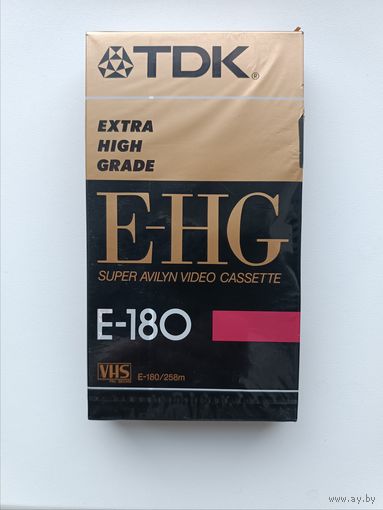 TDK®
EXTRA
HIGH
GRADE
E-HG
SUPER AVILYN VIDEO CASSETTE
E-180
VHS
E-180/258m
www.ay.by